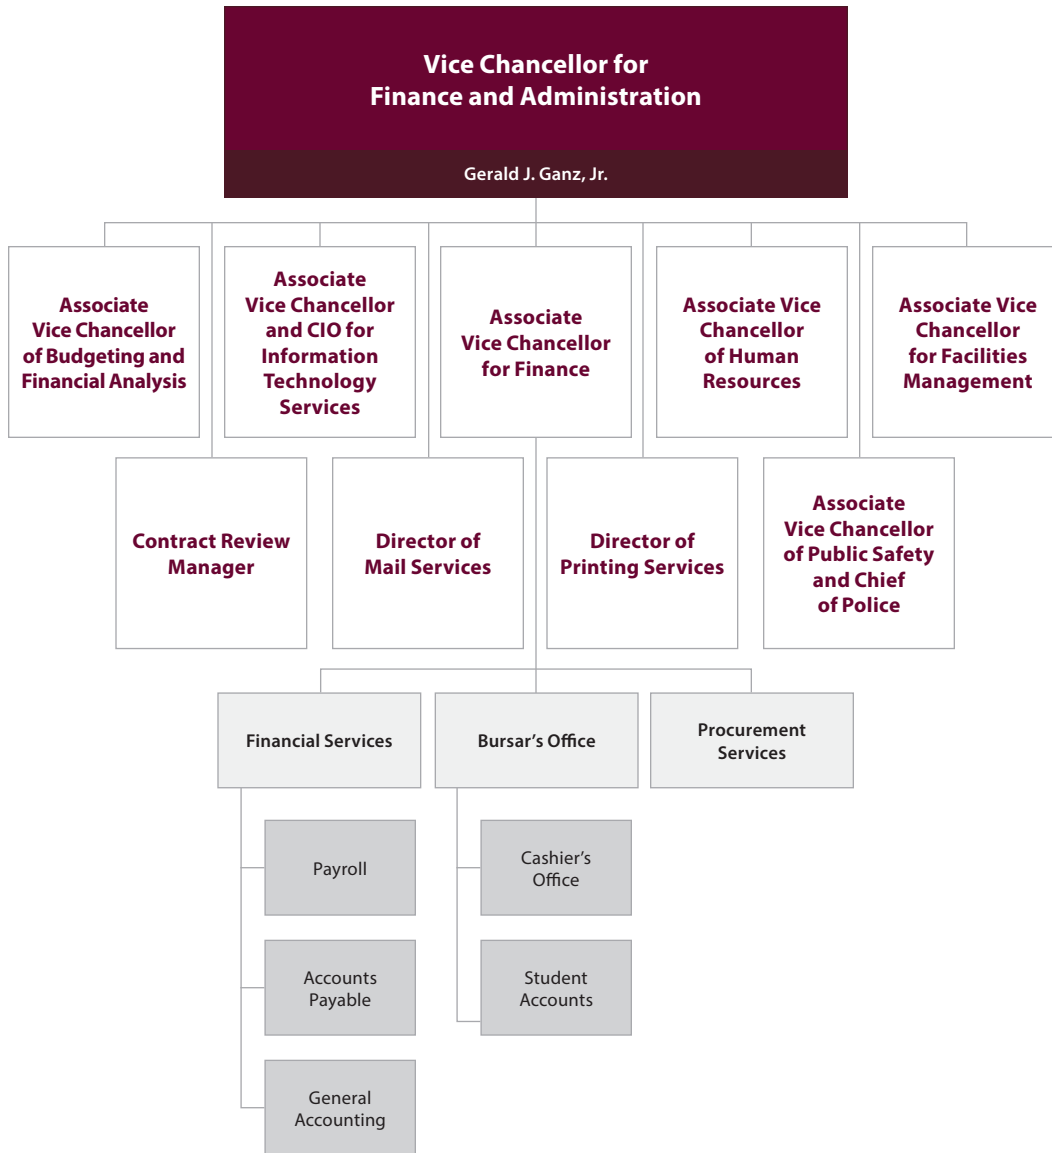 Vice Chancellor for
Finance and Administration
Gerald J. Ganz, Jr.
Associate
Vice Chancellor
of Budgeting and
Financial Analysis
Associate
Vice Chancellor
and CIO for
Information
Technology
Services
Associate
Vice Chancellor
for Finance
Associate Vice
Chancellor
of Human
Resources
Associate Vice
Chancellor
for Facilities
Management
Contract Review
Manager
Director of
Mail Services
Director of
Printing Services
Associate
Vice Chancellor
of Public Safety
and Chief
of Police
Financial Services
Bursar’s Office
Procurement
Services
Payroll
Cashier’s
Office
Accounts
Payable
Student
Accounts
General
Accounting